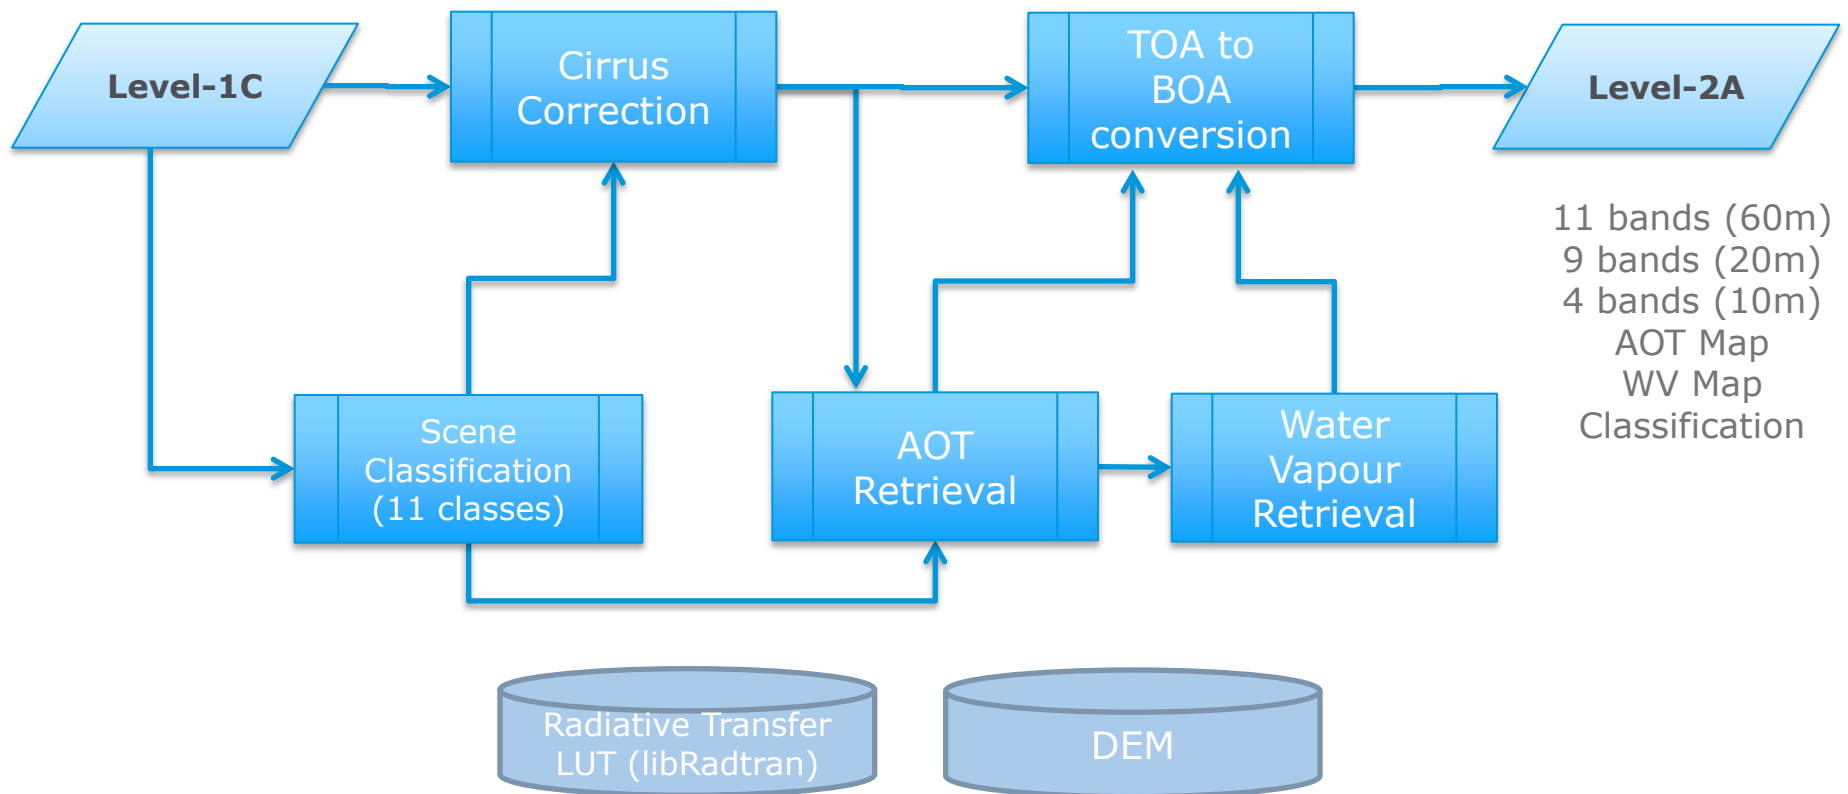 Level-1C
Cirrus
Correction
TOA to
BOA
conversion
Level-2A
11 bands (60m)
9 bands (20m)
4 bands (10m)
AOT Map
WV Map
Classification
Scene
Classification
(11 classes)
AOT
Retrieval
Water
Vapour
Retrieval
Radiative Transfer
LUT (libRadtran)
DEM